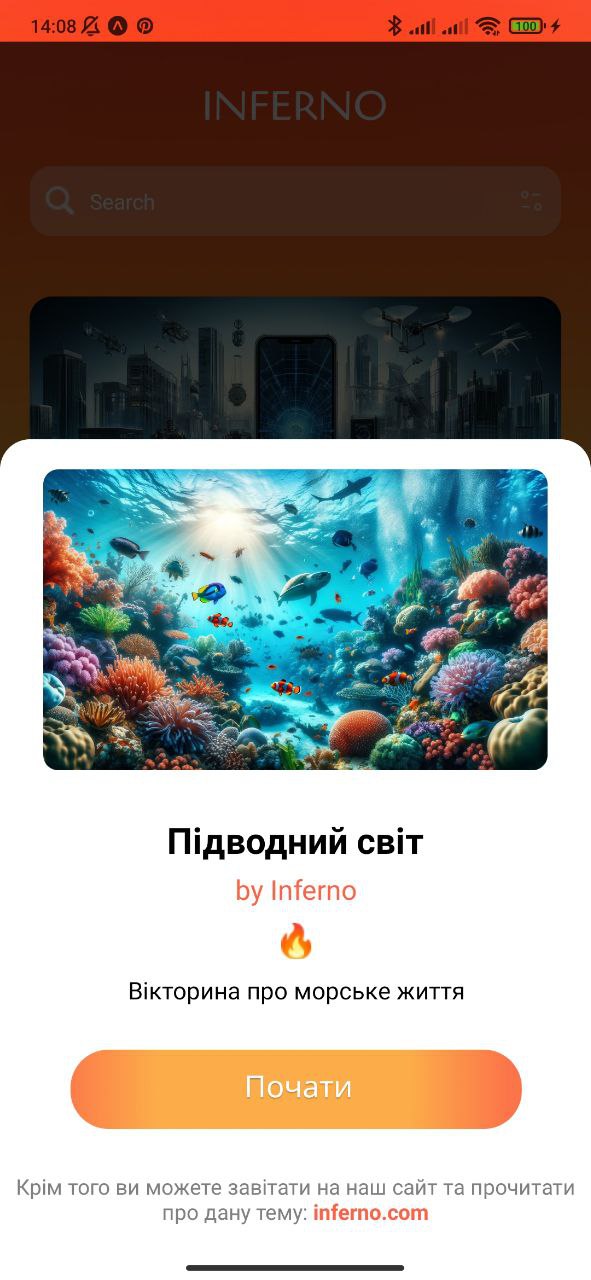 14:08
100
INFERNO
Search
Підводний світ
by Inferno
Вікторина про морське життя
Почати
Крім того ви можете завітати на наш сайт та прочитати
про дану тему: inferno.com